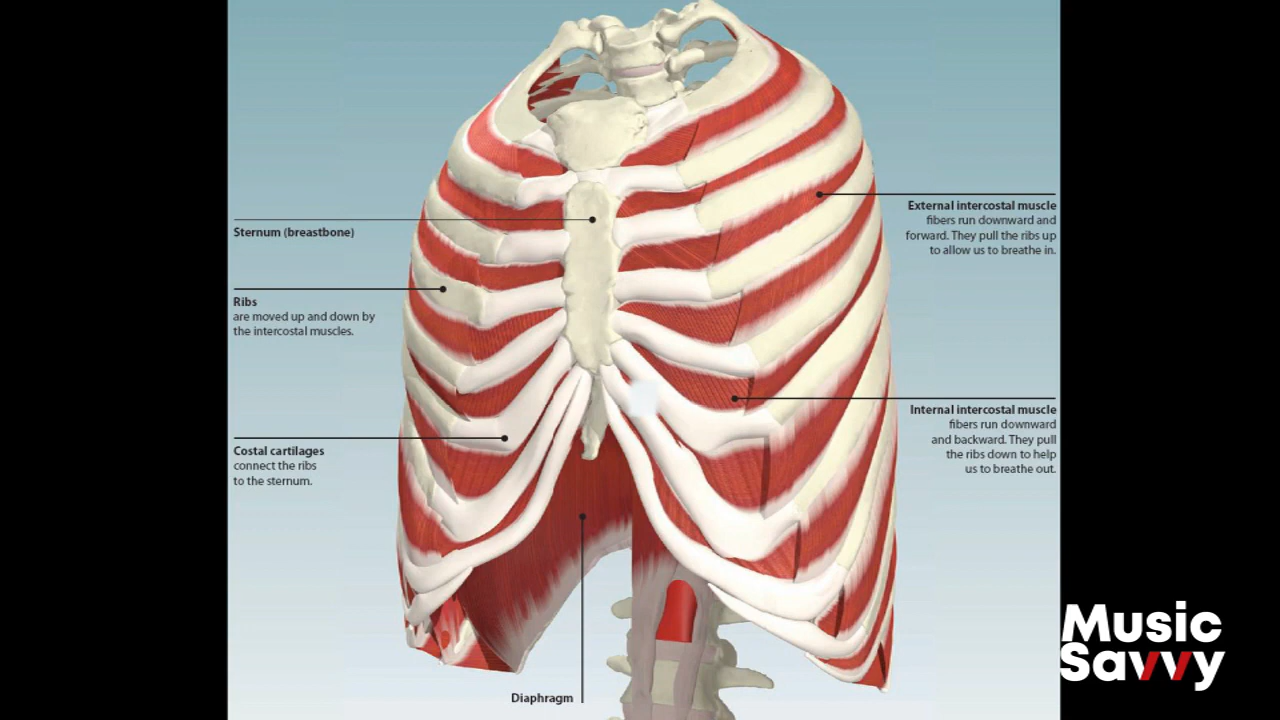 Sternum (breastbone)
Ribs
are moved up and down by
the intercostal muscles.
Costal cartilages
connect the ribs
to the sternum.
Diaphragm
External intercostal muscle
fibers run downward and
forward. They pull the ribs up
to allow us to breathe in.
Internal intercostal muscle
fibers run downward
and backward. They pull
the ribs down to help
us to breathe out.
Music
Savvy